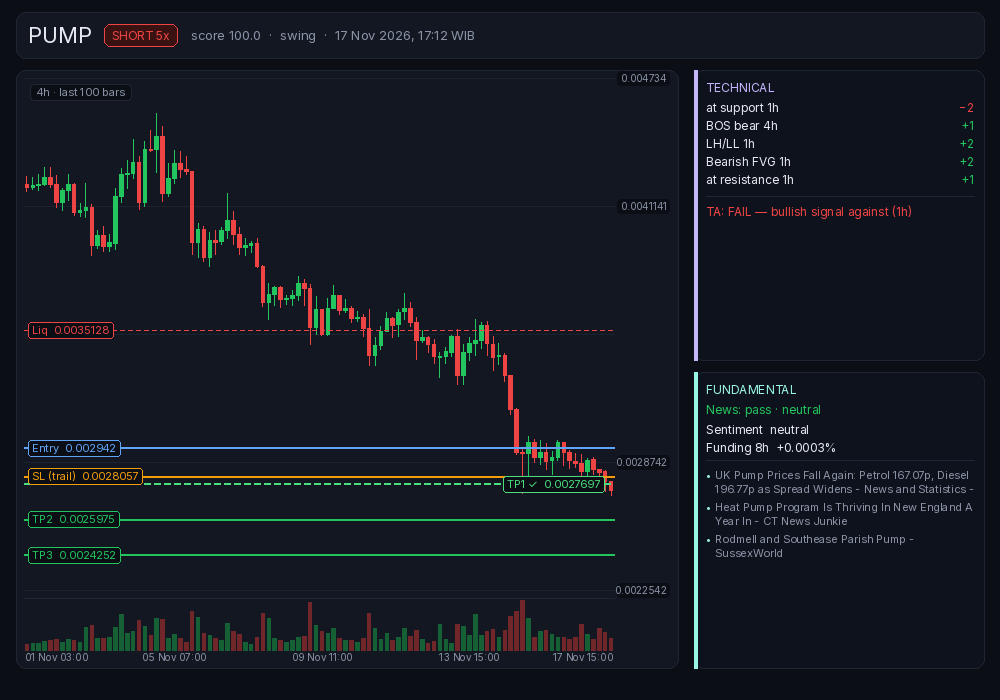 PUMP SHORT 5x score 100.0 · swing · 17 Nov 2026, 17:12 WIB
4h · last 100 bars
0.004734
0.0041141
Liq 0.0035128
Entry 0.002942
0.0028742
SL (trail) 0.0028057
TP1 ✓ 0.0027697
TP2 0.0025975
TP3 0.0024252
0.0022542
01 Nov 03:00 05 Nov 07:00 09 Nov 11:00 13 Nov 15:00 17 Nov 15:00
TECHNICAL
at support 1h −2
BOS bear 4h +1
LH/LL 1h +2
Bearish FVG 1h +2
at resistance 1h +1
TA: FAIL — bullish signal against (1h)
FUNDAMENTAL
News: pass · neutral
Sentiment neutral
Funding 8h +0.0003%
• UK Pump Prices Fall Again: Petrol 167.07p, Diesel
196.77p as Spread Widens - News and Statistics -
• Heat Pump Program Is Thriving In New England A
Year In - CT News Junkie
• Rodmell and Southease Parish Pump -
SussexWorld